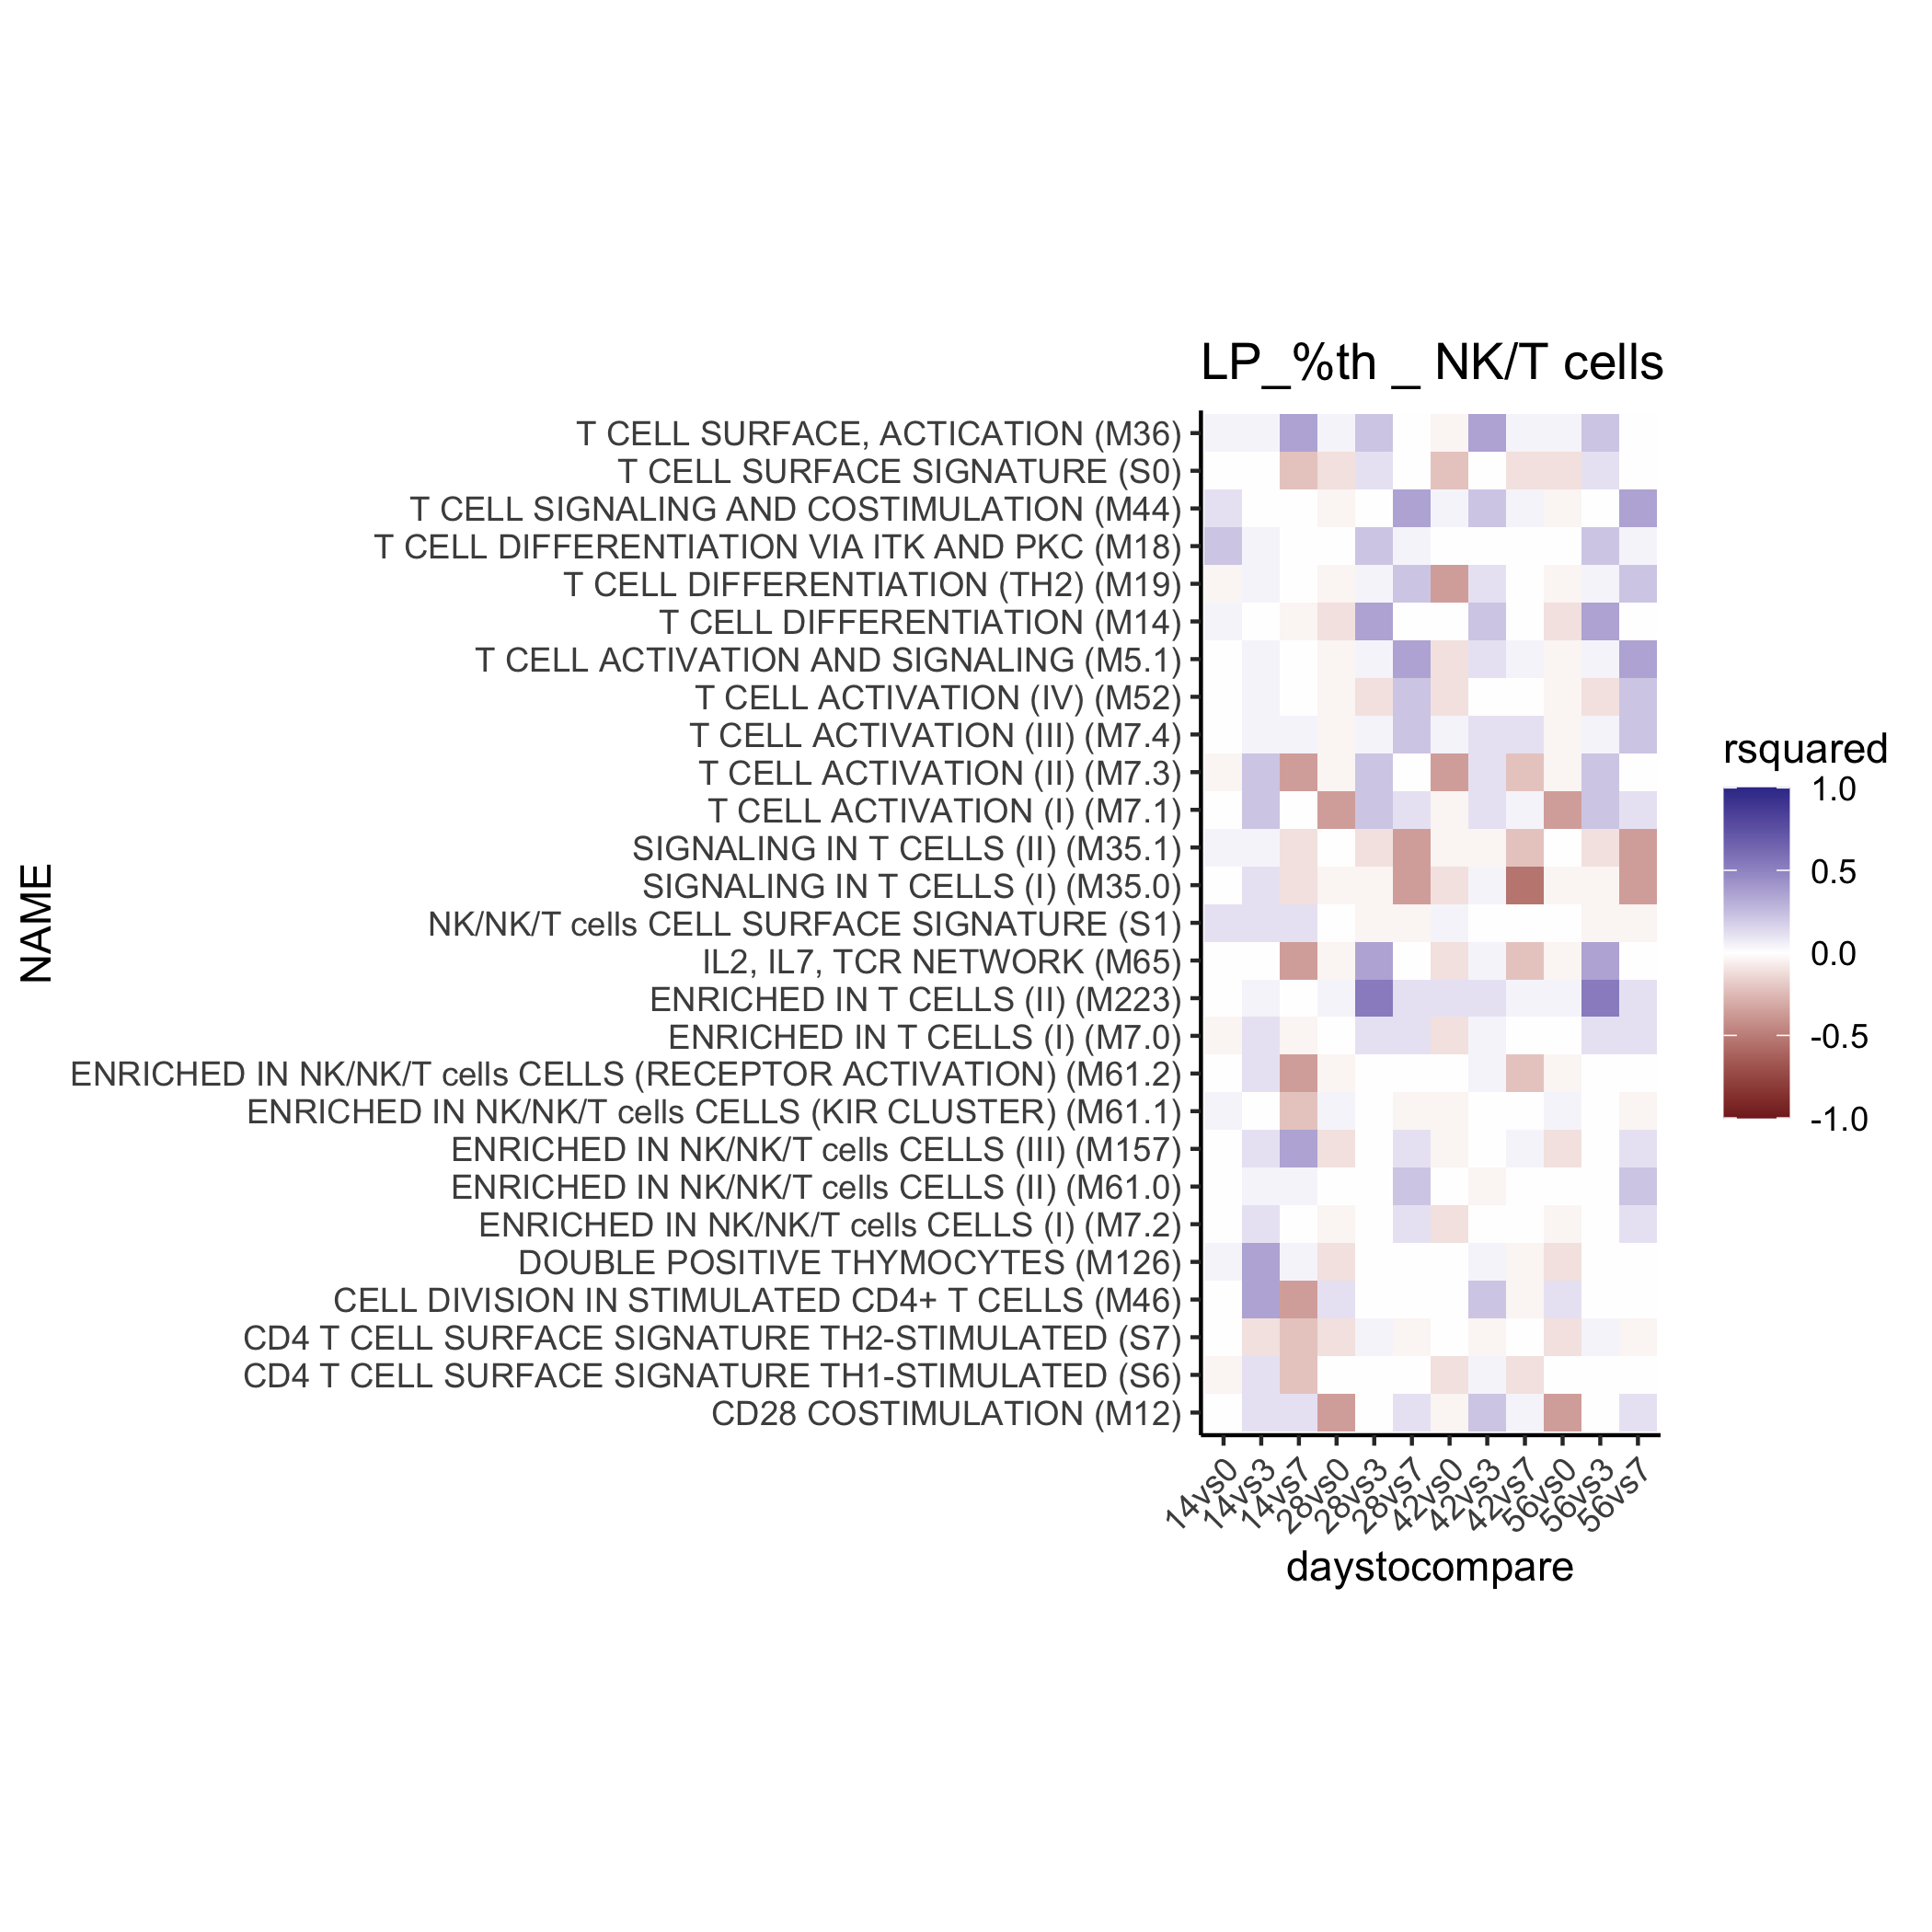 LP_%th _ NK/T cells
T CELL SURFACE, ACTICATION (M36)
T CELL SURFACE SIGNATURE (S0)
T CELL SIGNALING AND COSTIMULATION (M44)
T CELL DIFFERENTIATION VIA ITK AND PKC (M18)
T CELL DIFFERENTIATION (TH2) (M19)
T CELL DIFFERENTIATION (M14)
T CELL ACTIVATION AND SIGNALING (M5.1)
T CELL ACTIVATION (IV) (M52)
T CELL ACTIVATION (III) (M7.4)
T CELL ACTIVATION (II) (M7.3)
T CELL ACTIVATION (I) (M7.1)
SIGNALING IN T CELLS (II) (M35.1)
SIGNALING IN T CELLS (I) (M35.0)
NK/NK/T cells CELL SURFACE SIGNATURE (S1)
IL2, IL7, TCR NETWORK (M65)
ENRICHED IN T CELLS (II) (M223)
ENRICHED IN T CELLS (I) (M7.0)
ENRICHED IN NK/NK/T cells CELLS (RECEPTOR ACTIVATION) (M61.2)
ENRICHED IN NK/NK/T cells CELLS (KIR CLUSTER) (M61.1)
ENRICHED IN NK/NK/T cells CELLS (III) (M157)
ENRICHED IN NK/NK/T cells CELLS (II) (M61.0)
ENRICHED IN NK/NK/T cells CELLS (I) (M7.2)
DOUBLE POSITIVE THYMOCYTES (M126)
CELL DIVISION IN STIMULATED CD4+ T CELLS (M46)
CD4 T CELL SURFACE SIGNATURE TH2-STIMULATED (S7)
CD4 T CELL SURFACE SIGNATURE TH1-STIMULATED (S6)
CD28 COSTIMULATION (M12)
NAME
14vs0
14vs3
14vs7
28vs0
28vs3
28vs7
42vs0
42vs3
42vs7
56vs0
56vs3
56vs7
daystocompare
rsquared
1.0
0.5
0.0
-0.5
-1.0